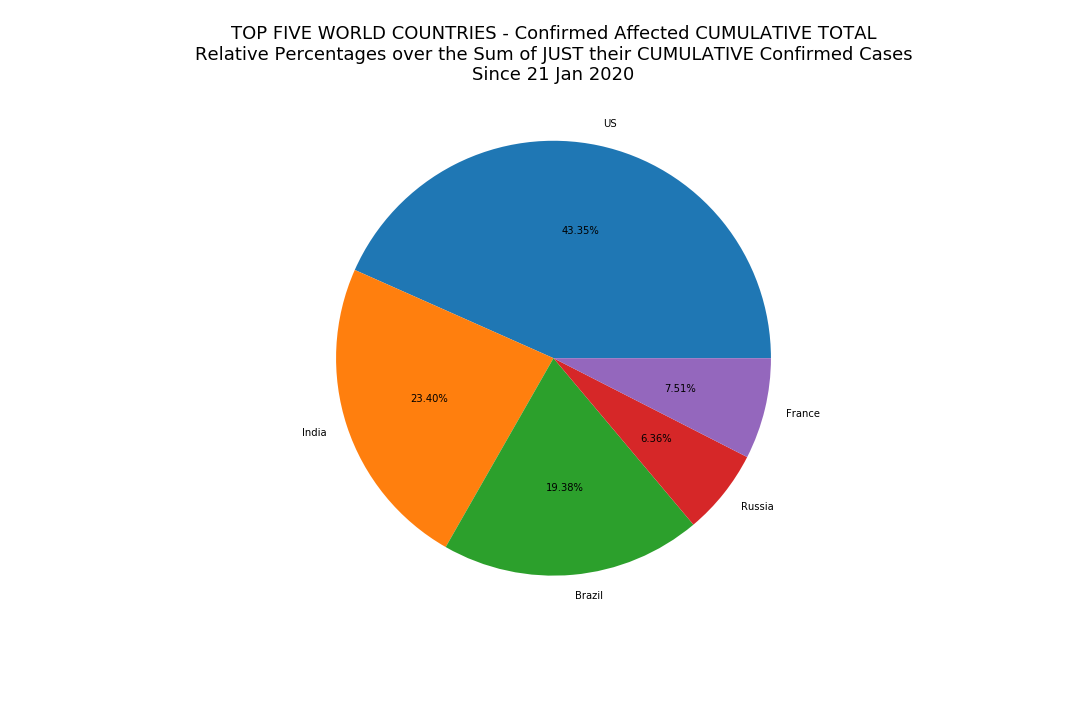 TOP FIVE WORLD COUNTRIES - Confirmed Affected CUMULATIVE TOTAL
Relative Percentages over the Sum of JUST their CUMULATIVE Confirmed Cases
Since 21 Jan 2020
US
43.35%
23.40%
India
19.38%
Brazil
7.51%
France
6.36%
Russia